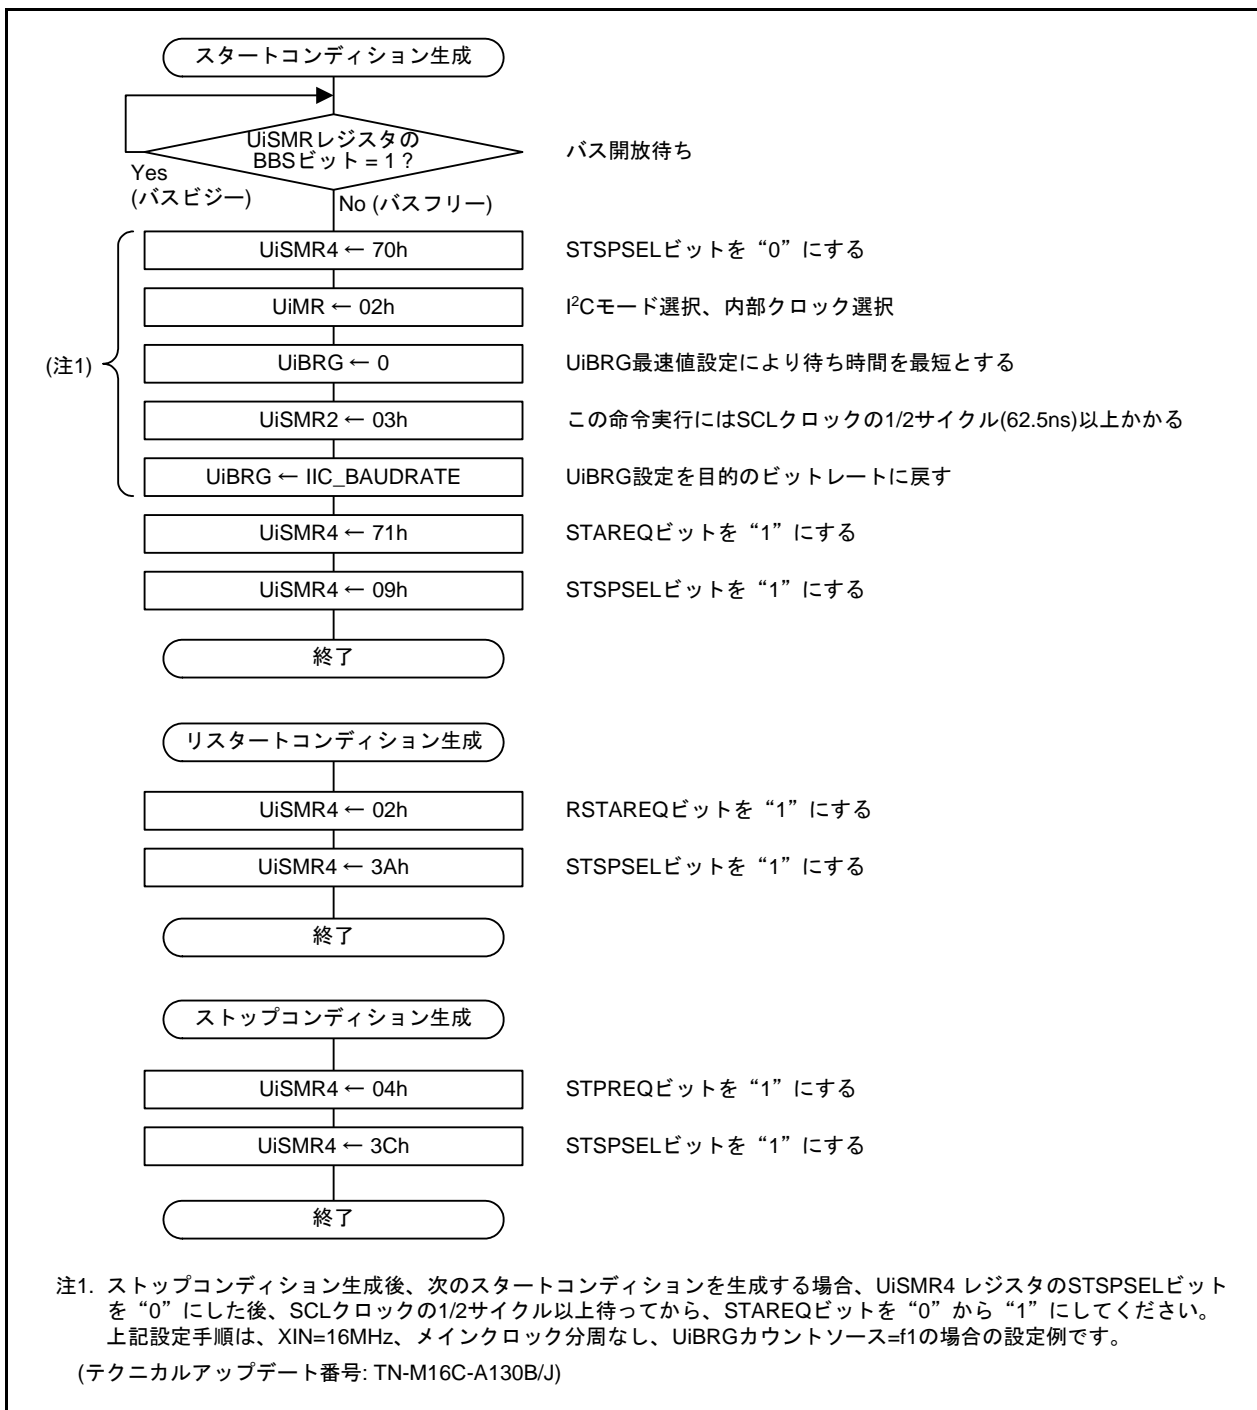 スタートコンディション生成
UiSMRレジスタの
BBSビット = 1 ?
バス開放待ち
Yes
(バスビジー)
No (バスフリー)
UiSMR4 ← 70h
STSPSELビットを“0”にする
UiMR ← 02h
I²Cモード選択、内部クロック選択
(注1)
UiBRG ← 0
UiBRG最速値設定により待ち時間を最短とする
UiSMR2 ← 03h
この命令実行にはSCLクロックの1/2サイクル(62.5ns)以上かかる
UiBRG ← IIC_BAUDRATE
UiBRG設定を目的のビットレートに戻す
UiSMR4 ← 71h
STAREQビットを“1”にする
UiSMR4 ← 09h
STSPSELビットを“1”にする
終了
リスタートコンディション生成
UiSMR4 ← 02h
RSTAREQビットを“1”にする
UiSMR4 ← 3Ah
STSPSELビットを“1”にする
終了
ストップコンディション生成
UiSMR4 ← 04h
STPREQビットを“1”にする
UiSMR4 ← 3Ch
STSPSELビットを“1”にする
終了
注1. ストップコンディション生成後、次のスタートコンディションを生成する場合、UiSMR4 レジスタのSTSPSELビット
を“0”にした後、SCLクロックの1/2サイクル以上待ってから、STAREQビットを“0”から“1”にしてください。
上記設定手順は、XIN=16MHz、メインクロック分周なし、UiBRGカウントソース=f1の場合の設定例です。
(テクニカルアップデート番号: TN-M16C-A130B/J)